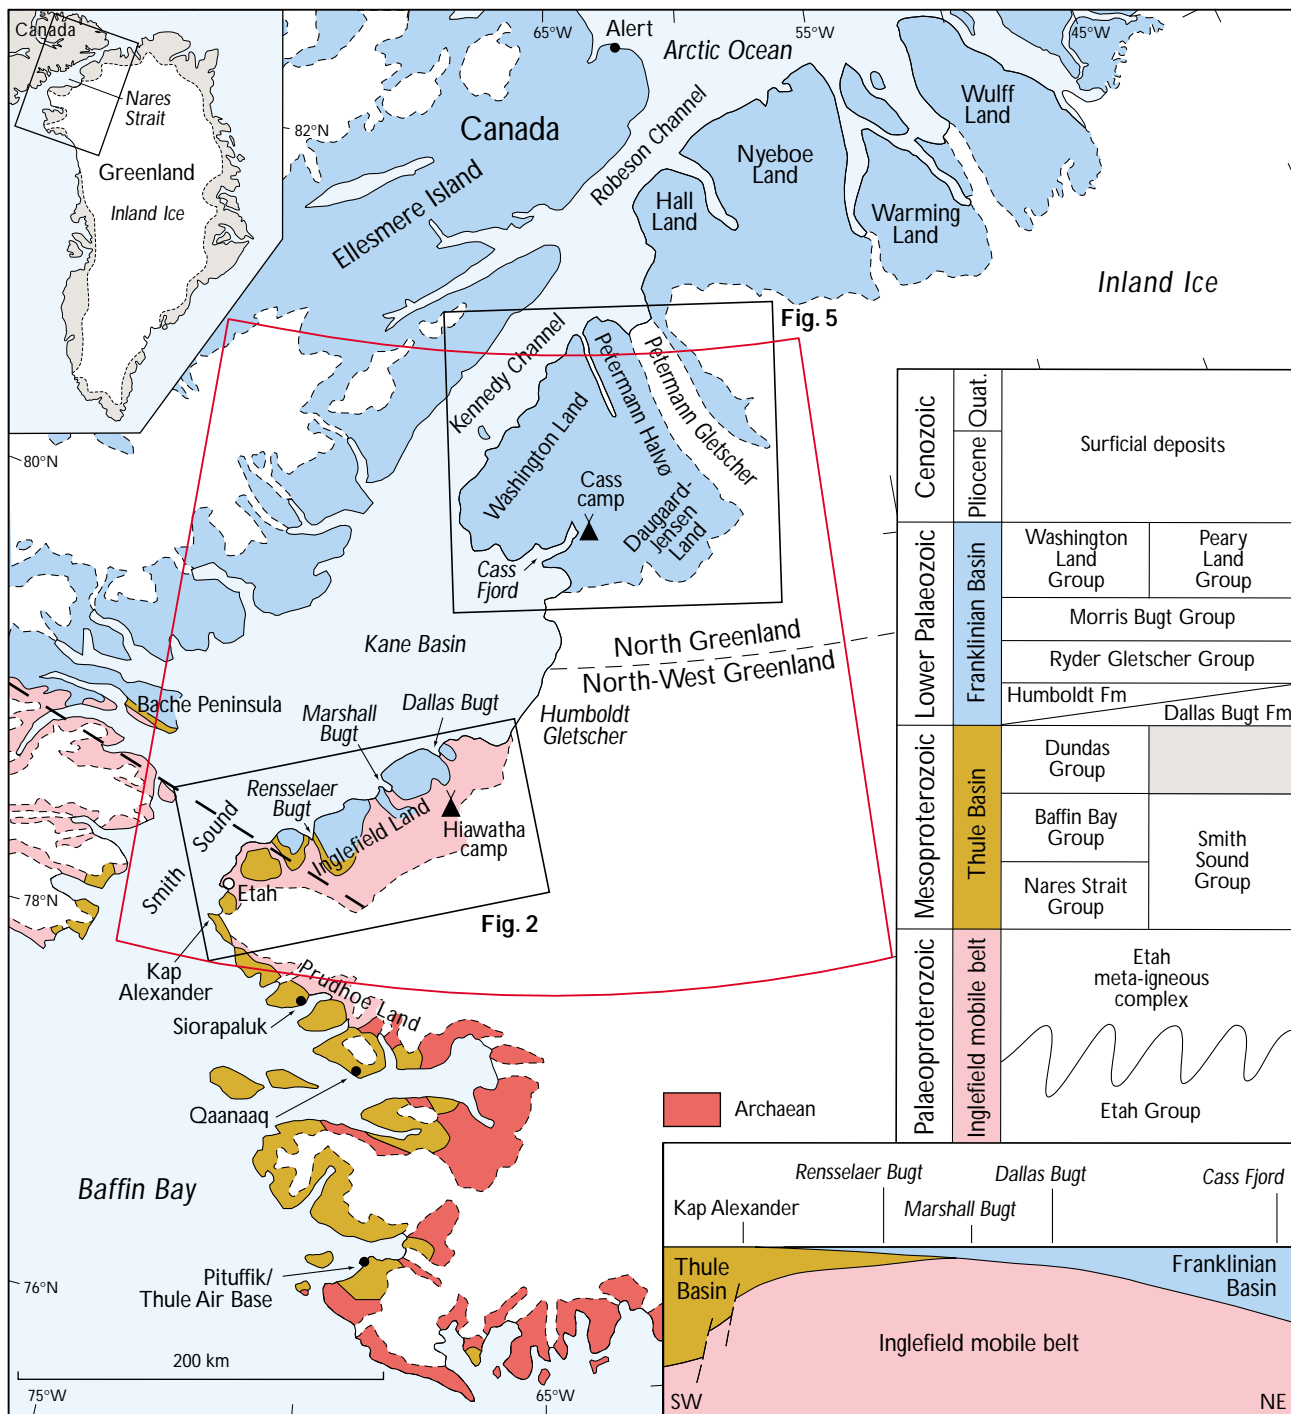 Canada
Nares
Strait
Greenland
Inland Ice
65°W
Alert
Arctic Ocean
55°W
45°W
82°N
Canada
Ellesmere Island
Robeson Channel
Wulff
Land
Nyeboe
Land
Hall
Land
Warming
Land
Inland Ice
Fig. 5
Kennedy Channel
Petermann Halvø
Petermann Gletscher
Washington Land
Cass
camp
Daugaard-
Jensen
Land
Cass
Fjord
80°N
Kane Basin
North Greenland
North-West Greenland
Bache Peninsula
Marshall
Bugt
Dallas Bugt
Humboldt
Gletscher
Rensselaer
Bugt
Smith Sound
Inglefield Land
Hiawatha
camp
Etah
78°N
Fig. 2
Kap
Alexander
Prudhoe Land
Siorapaluk
Qaanaaq
Baffin Bay
Pituffik/
Thule Air Base
76°N
200 km
75°W
65°W
Archaean
Cenozoic
Quat.
Pliocene
Surficial deposits
Lower Palaeozoic
Franklinian Basin
Washington
Land
Group
Peary
Land
Group
Morris Bugt Group
Ryder Gletscher Group
Humboldt Fm
Dallas Bugt Fm
Mesoproterozoic
Thule Basin
Dundas
Group
Baffin Bay
Group
Nares Strait
Group
Smith
Sound
Group
Palaeoproterozoic
Inglefield mobile belt
Etah
meta-igneous
complex
Etah Group
Rensselaer Bugt
Dallas Bugt
Cass Fjord
Kap Alexander
Marshall Bugt
Thule
Basin
Franklinian
Basin
Inglefield mobile belt
SW
NE